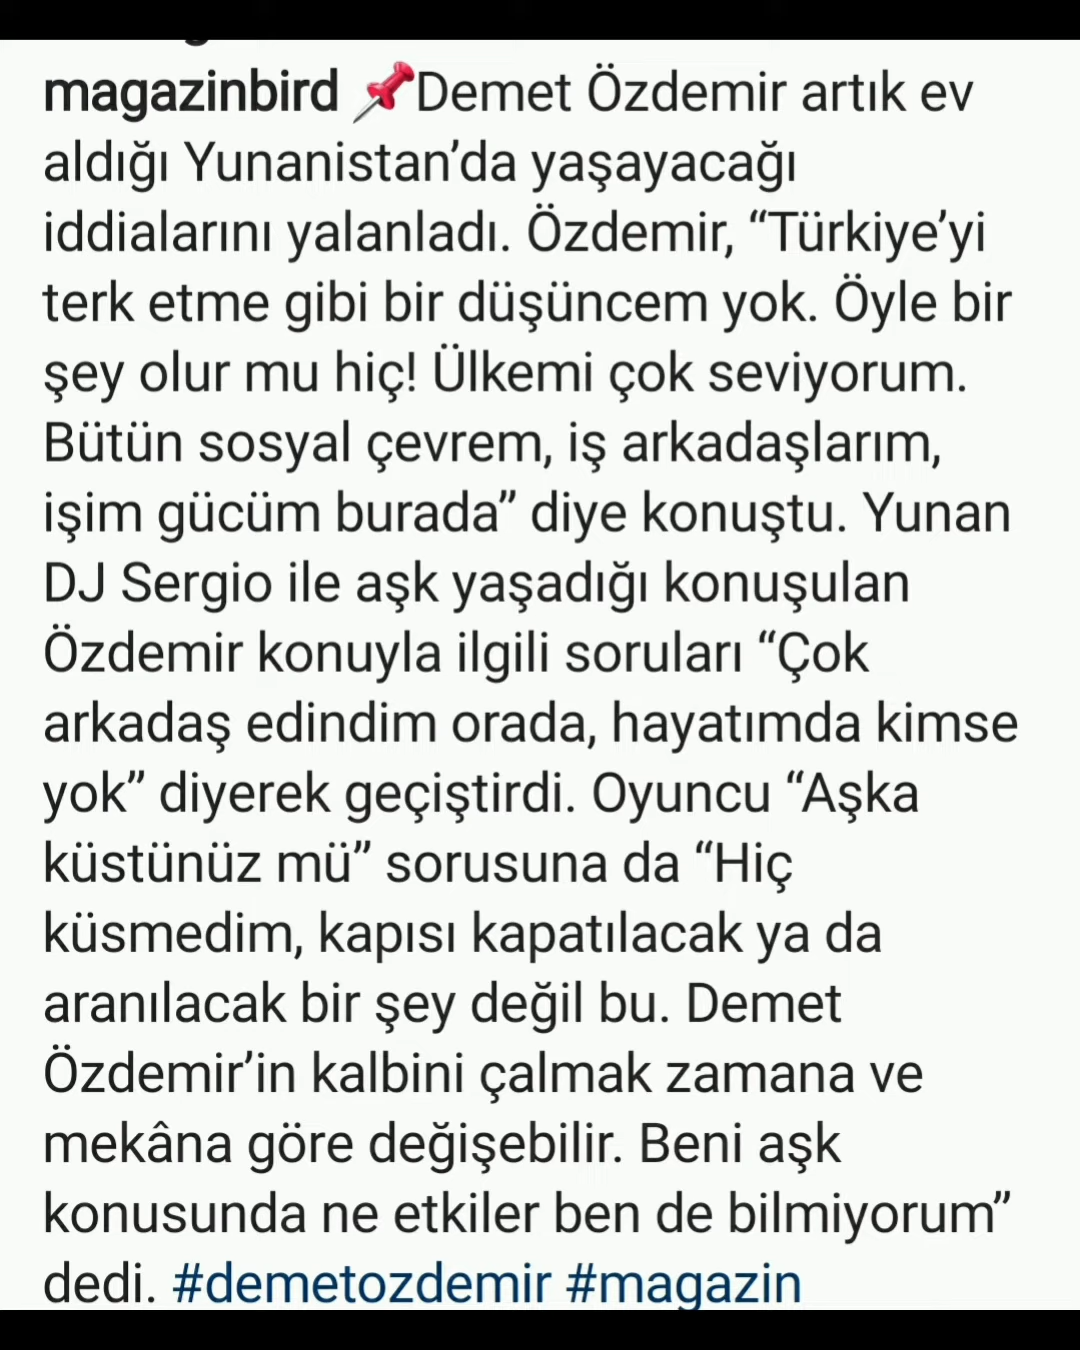 magazinbird 📌Demet Özdemir artık ev
aldığı Yunanistan’da yaşayacağı
iddialarını yalanladı. Özdemir, “Türkiye’yi
terk etme gibi bir düşüncem yok. Öyle bir
şey olur mu hiç! Ülkemi çok seviyorum.
Bütün sosyal çevrem, iş arkadaşlarım,
işim gücüm burada” diye konuştu. Yunan
DJ Sergio ile aşk yaşadığı konuşulan
Özdemir konuyla ilgili soruları “Çok
arkadaş edindim orada, hayatımda kimse
yok” diyerek geçiştirdi. Oyuncu “Aşka
küstünüz mü” sorusuna da “Hiç
küsmedim, kapısı kapatılacak ya da
aranılacak bir şey değil bu. Demet
Özdemir’in kalbini çalmak zamana ve
mekâna göre değişebilir. Beni aşk
konusunda ne etkiler ben de bilmiyorum”
dedi. #demetozdemir #magazin